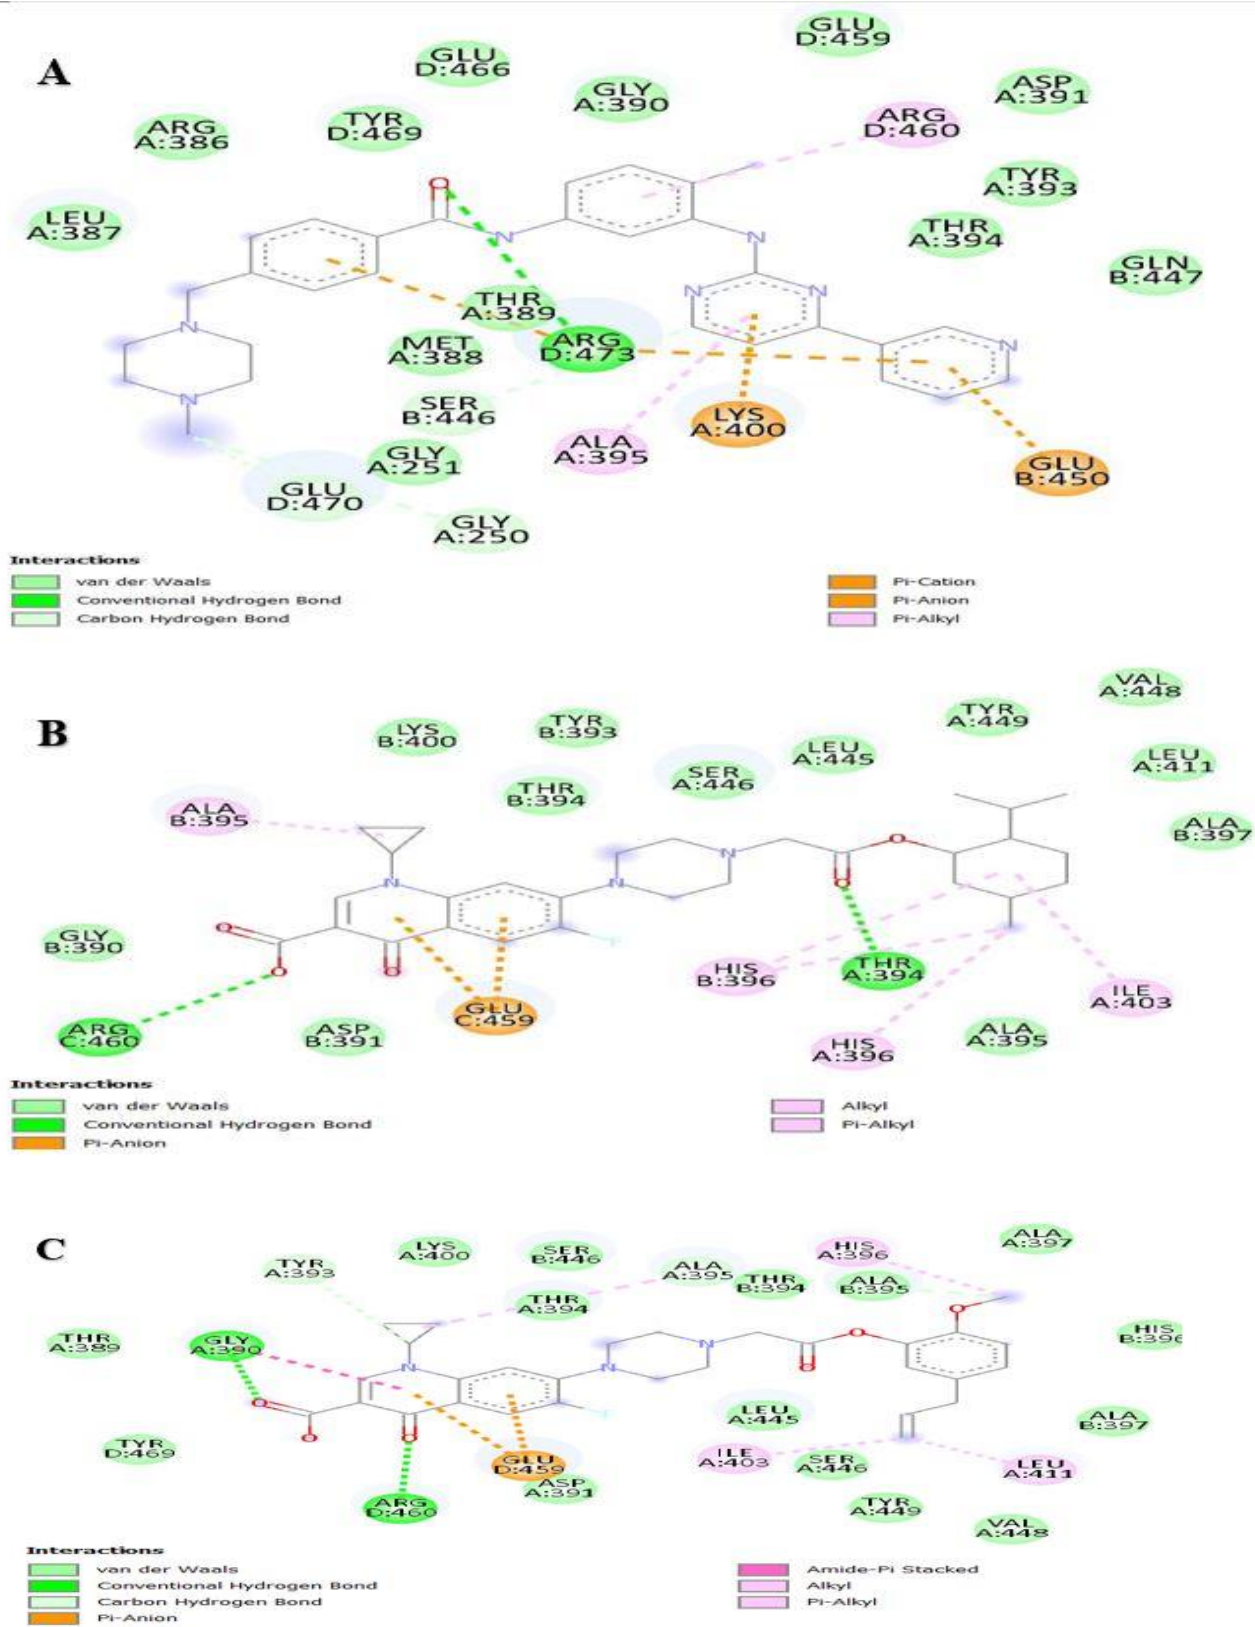 A
GLU
D:459
GLU
D:466
GLY
A:390
ASP
A:391
ARG
D:460
TYR
D:469
ARG
A:386
TYR
A:393
LEU
A:387
THR
A:394
GLN
B:447
O
N
N
N
N
N
THR
A:389
ARG
D:473
MET
A:388
N
N
SER
B:446
LYS
A:400
ALA
A:395
GLY
A:251
GLU
B:450
GLU
D:470
GLY
A:250
Interactions
van der Waals
Conventional Hydrogen Bond
Carbon Hydrogen Bond
Pi-Cation
Pi-Anion
Pi-Alkyl
B
VAL
A:448
TYR
A:449
LYS
B:400
TYR
B:393
LEU
A:445
LEU
A:411
SER
A:446
THR
B:394
ALA
B:395
ALA
B:397
O
N
N
N
O
O
F
GLY
B:390
O
O
HIS
B:396
THR
A:394
ILE
A:403
GLU
C:459
ARG
C:460
ASP
B:391
ALA
A:395
HIS
A:396
Interactions
van der Waals
Conventional Hydrogen Bond
Pi-Anion
Alkyl
Pi-Alkyl
C
ALA
A:397
HIS
A:396
LYS
A:400
SER
B:446
TYR
A:393
ALA
A:395
THR
B:394
ALA
B:395
THR
A:394
O
HIS
B:396
THR
A:389
GLY
A:390
O
N
N
N
O
O
F
O
O
LEU
A:445
ALA
B:397
TYR
D:469
ILE
A:403
SER
A:446
LEU
A:411
GLU
D:459
ASP
A:391
ARG
D:460
TYR
A:449
VAL
A:448
Interactions
van der Waals
Conventional Hydrogen Bond
Carbon Hydrogen Bond
Pi-Anion
Amide-Pi Stacked
Alkyl
Pi-Alkyl